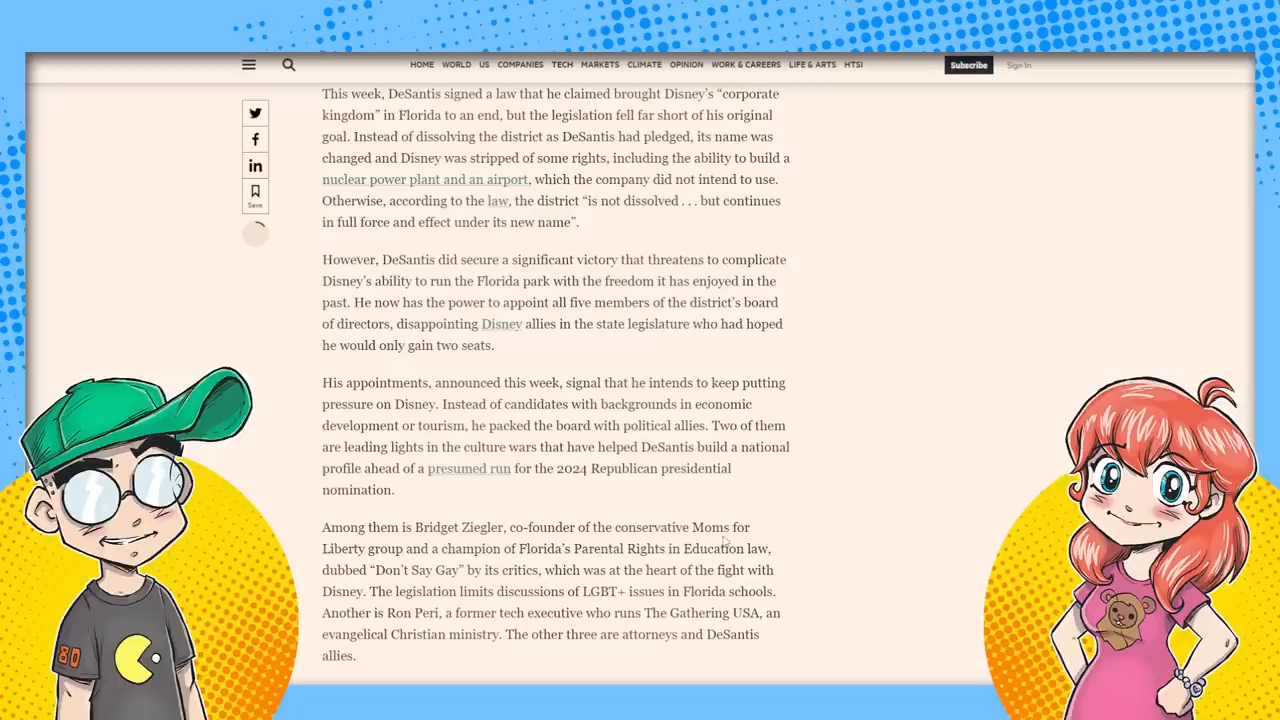 HOME WORLD US COMPANIES TECH MARKETS CLIMATE OPINION WORK & CAREERS LIFE & ARTS HTSI Subscribe Sign In
This week, DeSantis signed a law that he claimed brought Disney's “corporate
kingdom” in Florida to an end, but the legislation fell far short of his original
goal. Instead of dissolving the district as DeSantis had pledged, its name was
changed and Disney was stripped of some rights, including the ability to build a
nuclear power plant and an airport, which the company did not intend to use.
Otherwise, according to the law, the district “is not dissolved . . . but continues
in full force and effect under its new name”.
However, DeSantis did secure a significant victory that threatens to complicate
Disney's ability to run the Florida park with the freedom it has enjoyed in the
past. He now has the power to appoint all five members of the district's board
of directors, disappointing Disney allies in the state legislature who had hoped
he would only gain two seats.
His appointments, announced this week, signal that he intends to keep putting
pressure on Disney. Instead of candidates with backgrounds in economic
development or tourism, he packed the board with political allies. Two of them
are leading lights in the culture wars that have helped DeSantis build a national
profile ahead of a presumed run for the 2024 Republican presidential
nomination.
Among them is Bridget Ziegler, co-founder of the conservative Moms for
Liberty group and a champion of Florida's Parental Rights in Education law,
dubbed “Don't Say Gay” by its critics, which was at the heart of the fight with
Disney. The legislation limits discussions of LGBT+ issues in Florida schools.
Another is Ron Peri, a former tech executive who runs The Gathering USA, an
evangelical Christian ministry. The other three are attorneys and DeSantis
allies.
Save
80